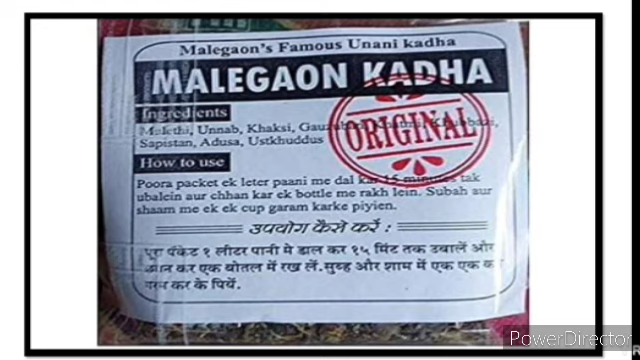 Malegaon's Famous Unani kadha
MALEGAON KADHA
Ingredients
Mulethi, Unnab, Khaksi,
Sapistan, Adusa, Ustkhuddus
ORIGINAL
How to use
Poora packet ek leter paani me dal kar 15 minutes tak
ubalein aur chhan kar ek bottle me rakh lein. Subah aur
shaam me ek ek cup garam karke piyien.
उपयोग कैसे करें :
पूरा पॅकेट १ लीटर पानी मे डाल कर १५ मिंट तक उबालें और
छान कर एक बोतल में रख लें. सुब्ह और शाम में एक एक
गरम कर के पियें.
PowerDirector